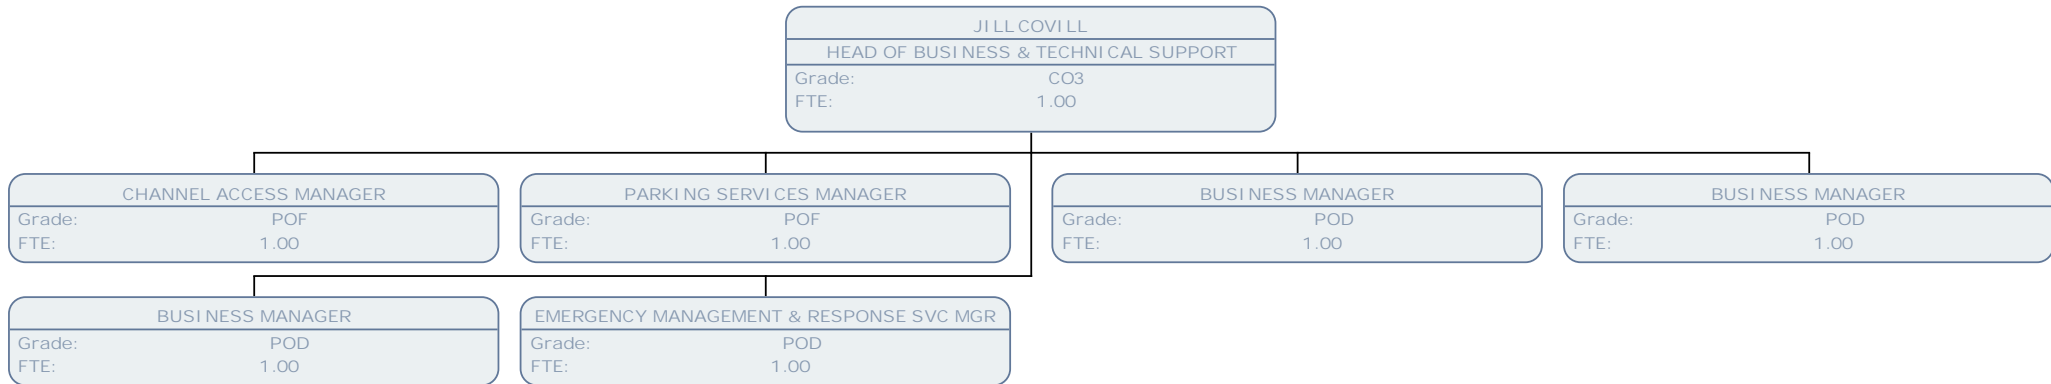 JILL COVILL
HEAD OF BUSINESS & TECHNICAL SUPPORT
Grade: CO3
FTE: 1.00
CHANNEL ACCESS MANAGER
Grade: POF
FTE: 1.00
PARKING SERVICES MANAGER
Grade: POF
FTE: 1.00
BUSINESS MANAGER
Grade: POD
FTE: 1.00
BUSINESS MANAGER
Grade: POD
FTE: 1.00
BUSINESS MANAGER
Grade: POD
FTE: 1.00
EMERGENCY MANAGEMENT & RESPONSE SVC MGR
Grade: POD
FTE: 1.00